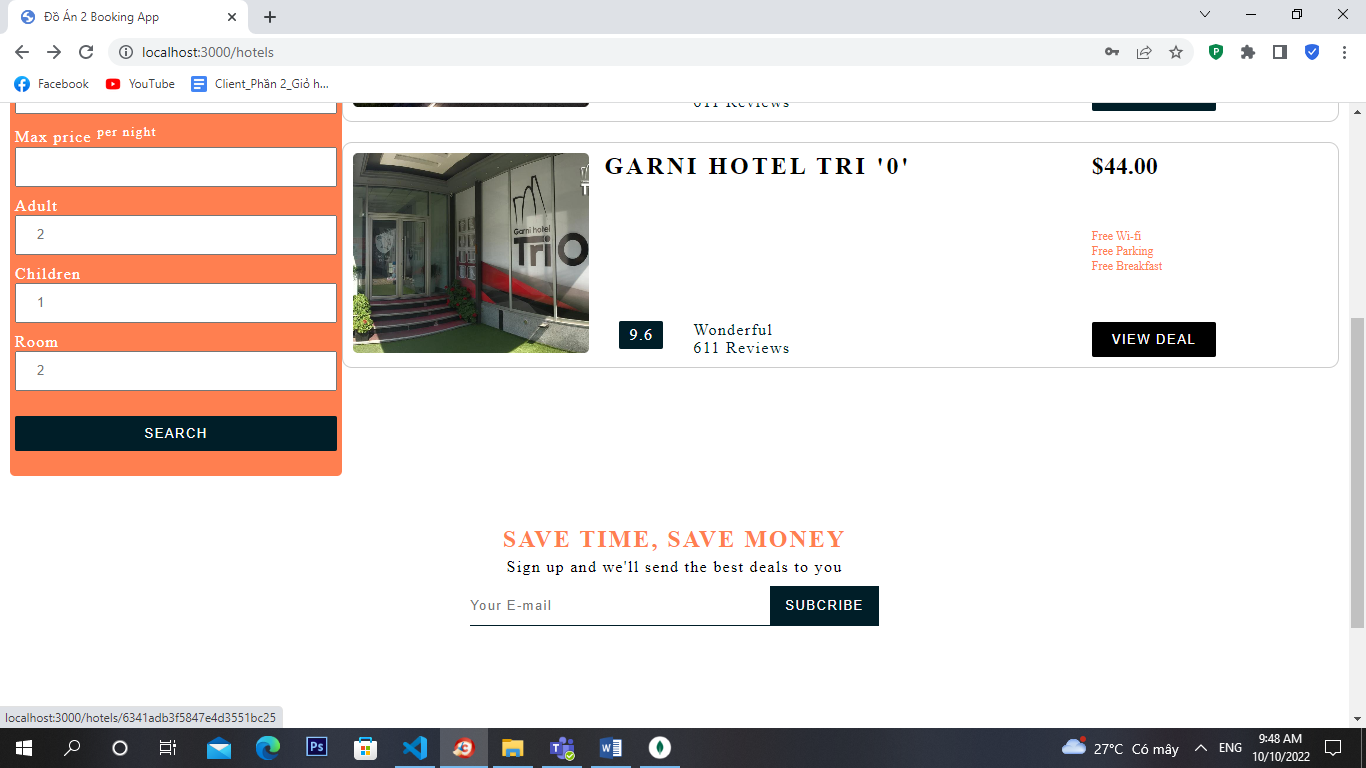 Đồ Án 2 Booking App
localhost:3000/hotels
Facebook
YouTube
Client_Phần 2_Giỏ h...
611 Reviews
Max price per night
Adult
2
Children
1
Room
2
SEARCH
Garni hotel
TriO
GARNI HOTEL TRI '0'
$44.00
Free Wi-fi
Free Parking
Free Breakfast
9.6
Wonderful
611 Reviews
VIEW DEAL
SAVE TIME, SAVE MONEY
Sign up and we'll send the best deals to you
Your E-mail
SUBCRIBE
localhost:3000/hotels/6341adb3f5847e4d3551bc25
Ps
27°C Có mây
ENG
9:48 AM
10/10/2022